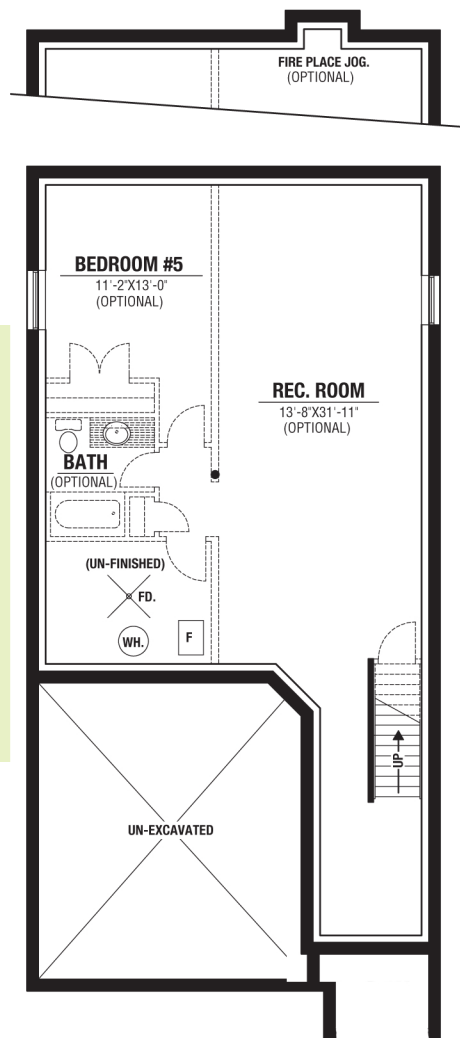 FIRE PLACE JOG.
(OPTIONAL)
BEDROOM #5
11'-2"X13'-0"
(OPTIONAL)
REC. ROOM
13'-8"X31'-11"
(OPTIONAL)
BATH
(OPTIONAL)
(UN-FINISHED)
FD.
WH.
F
UP
UN-EXCAVATED